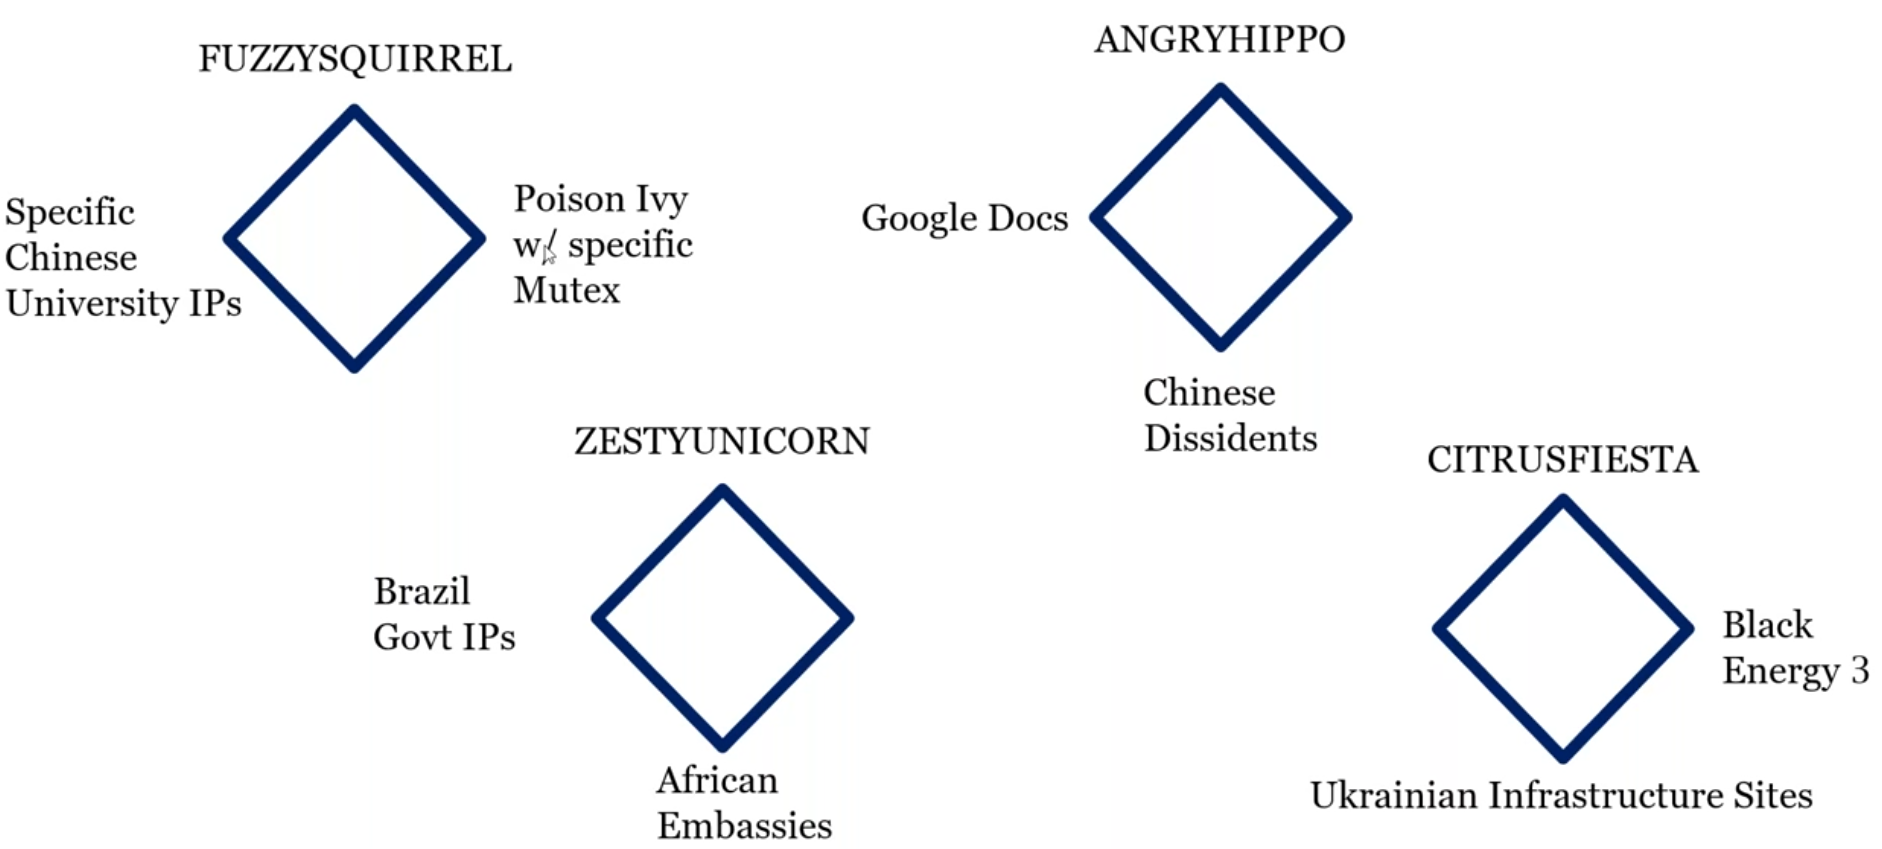 FUZZYSQUIRREL
Specific
Chinese
University IPs
Poison Ivy
w/ specific
Mutex
ANGRYHIPPO
Google Docs
Chinese
Dissidents
ZESTYUNICORN
Brazil
Govt IPs
African
Embassies
CITRUSFIESTA
Black
Energy 3
Ukrainian Infrastructure Sites